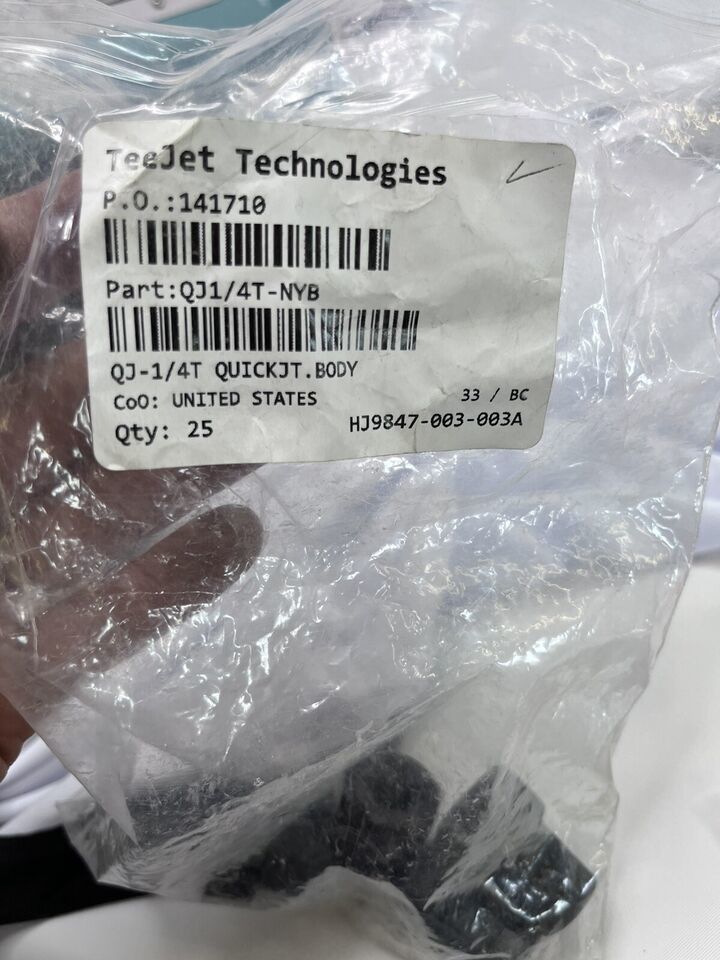 TeeJet Technologies
P.O.:141710
Part:QJ1/4T-NYB
QJ-1/4T QUICKJT.BODY
CoO: UNITED STATES
33 / BC
Qty: 25
HJ9847-003-003A